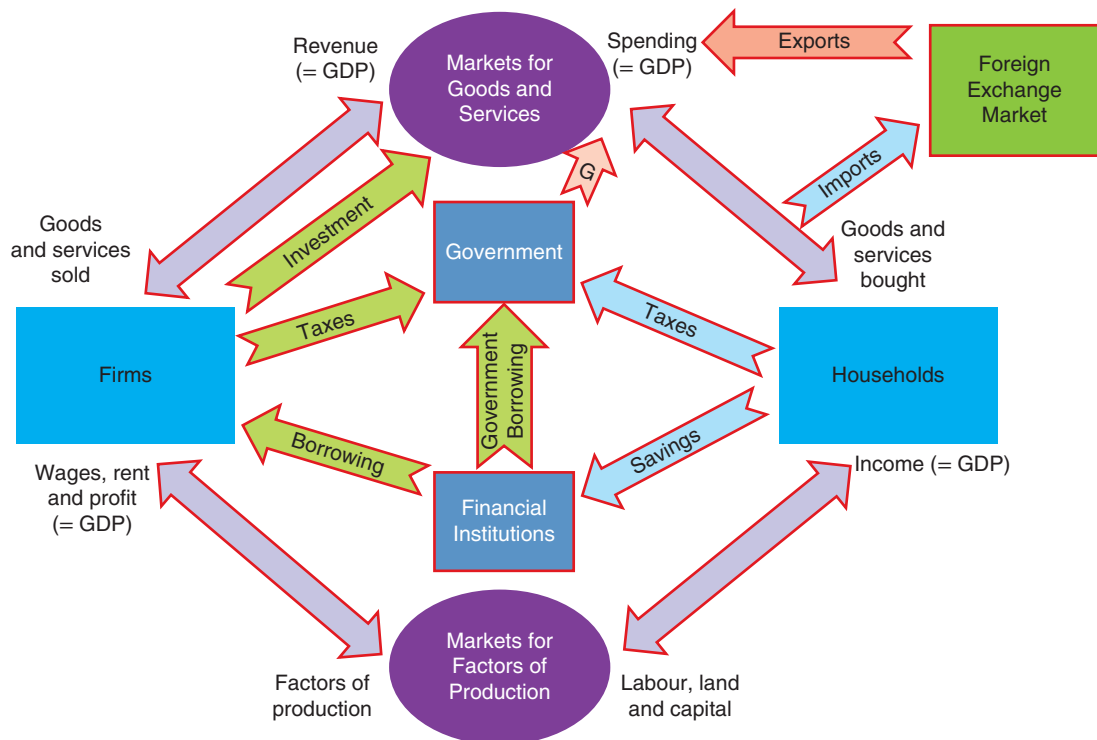 Revenue
(= GDP)
Markets for
Goods and
Services
Spending
(= GDP)
Exports
Foreign
Exchange
Market
Imports
G
Goods
and services
sold
Investment
Government
Goods and
services
bought
Taxes
Taxes
Firms
Government
Borrowing
Households
Borrowing
Savings
Wages, rent
and profit
(= GDP)
Financial
Institutions
Income (= GDP)
Markets for
Factors of
Production
Factors of
production
Labour, land
and capital